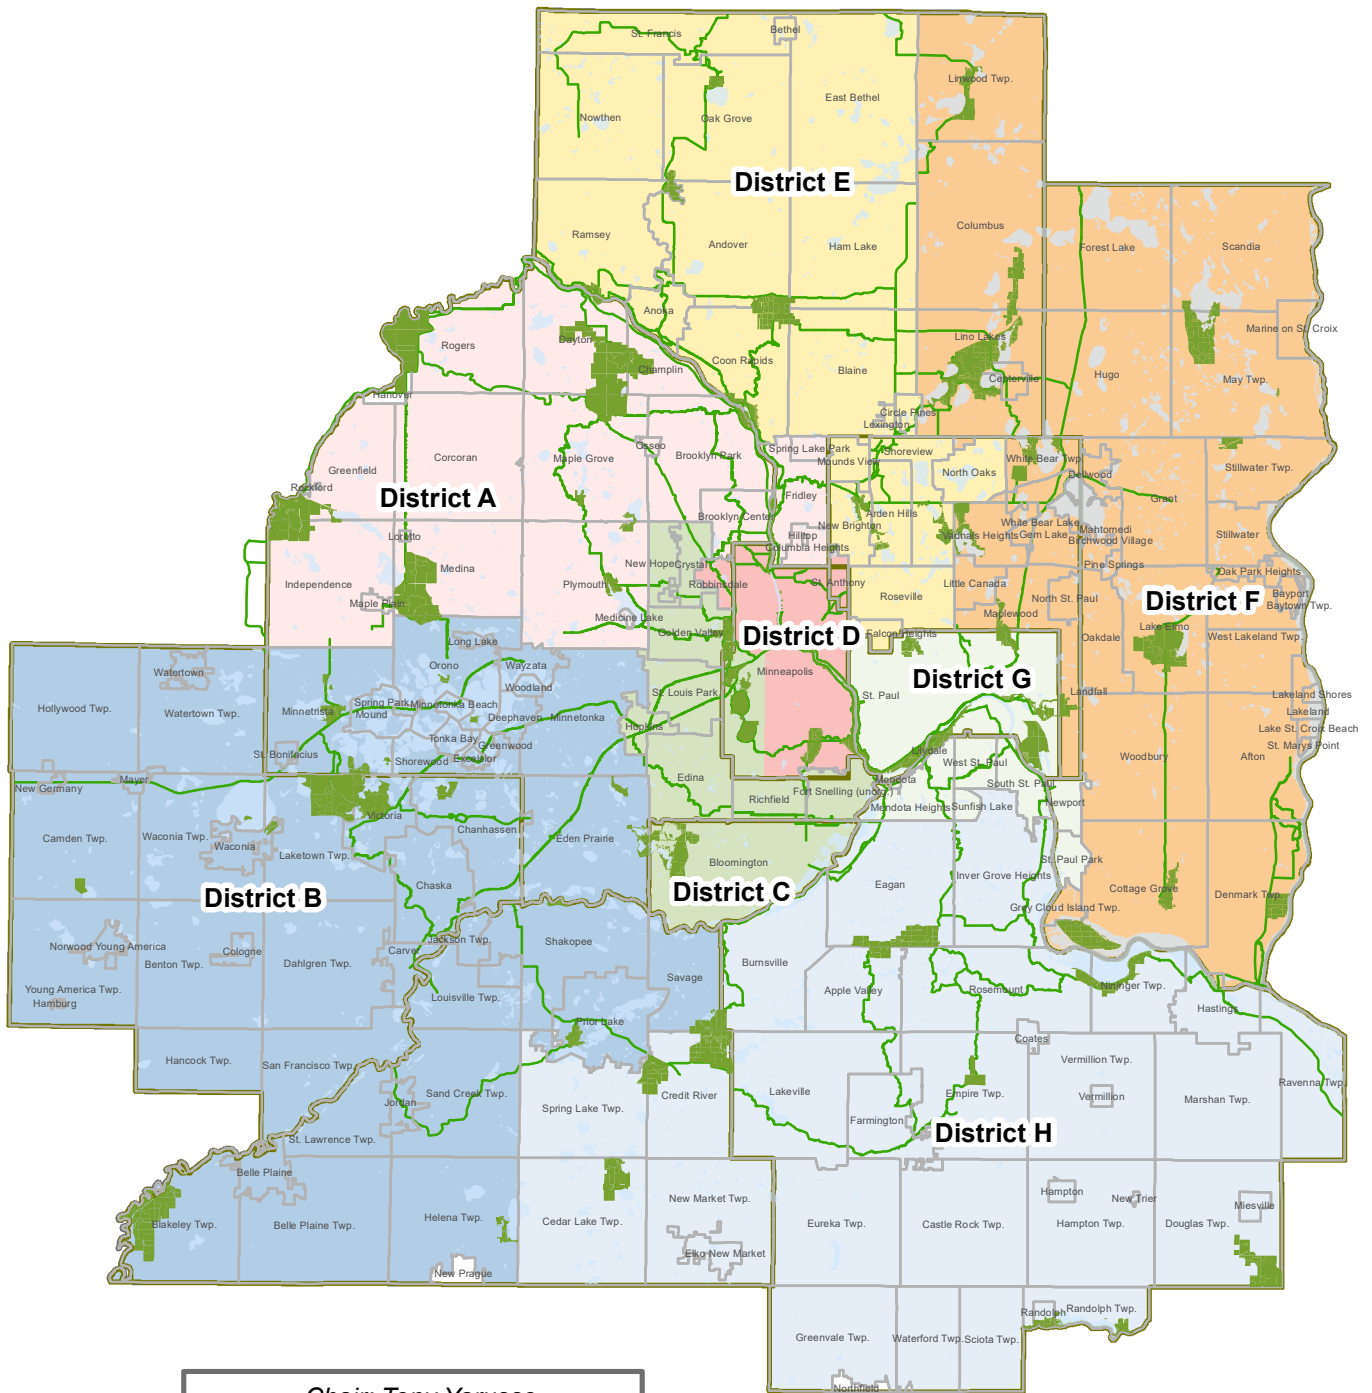 St. Francis
Bethel
Linwood Twp.
East Bethel
Nowthen
Oak Grove
District E
Columbus
Ramsey
Andover
Ham Lake
Forest Lake
Scandia
Anoka
Marine on St. Croix
Rogers
Dayton
Lino Lakes
Coon Rapids
Champlin
Blaine
Centerville
Hugo
May Twp.
Hanover
Circle Pines
Lexington
Osseo
Spring Lake Park
Brooklyn Park
Maple Grove
Corcoran
Mounds View
Shoreview
White Bear Twp.
Greenfield
North Oaks
Dellwood
Stillwater Twp.
Rockford
District A
Fridley
Grant
Brooklyn Center
Arden Hills
New Brighton
White Bear Lake
Mahtomedi
Hilltop
Vadnais Heights
Gem Lake
Birchwood Village
Stillwater
Loretto
Columbia Heights
New Hope
Crystal
Pine Springs
Medina
Oak Park Heights
Independence
Plymouth
Robbinsdale
St. Anthony
Little Canada
Bayport
Roseville
North St. Paul
District F
Baytown Twp.
Maple Plain
Maplewood
Medicine Lake
Lake Elmo
Golden Valley
District D
Falcon Heights
Oakdale
West Lakeland Twp.
Long Lake
Orono
Wayzata
Watertown
Minneapolis
District G
Woodland
St. Louis Park
St. Paul
Landfall
Lakeland Shores
Hollywood Twp.
Watertown Twp.
Minnetrista
Spring Park
Minnetonka Beach
Mound
Deephaven
Minnetonka
Hopkins
Lakeland
Tonka Bay
Greenwood
Lake St. Croix Beach
St. Bonifacius
Lilydale
St. Marys Point
Shorewood
Excelsior
West St. Paul
Woodbury
Afton
Mayer
Edina
Mendota
South St. Paul
New Germany
Fort Snelling (unorg.)
Richfield
Mendota Heights
Sunfish Lake
Newport
Victoria
Chanhassen
Camden Twp.
Waconia Twp.
Eden Prairie
Waconia
Laketown Twp.
Bloomington
St. Paul Park
Inver Grove Heights
Chaska
Eagan
District B
District C
Cottage Grove
Denmark Twp.
Grey Cloud Island Twp.
Norwood Young America
Cologne
Carver
Jackson Twp.
Shakopee
Benton Twp.
Dahlgren Twp.
Burnsville
Savage
Young America Twp.
Louisville Twp.
Apple Valley
Rosemount
Nininger Twp.
Hamburg
Hastings
Prior Lake
Coates
Hancock Twp.
San Francisco Twp.
Vermillion Twp.
Ravenna Twp.
Sand Creek Twp.
Credit River
Lakeville
Empire Twp.
Vermillion
Marshan Twp.
Jordan
Spring Lake Twp.
Farmington
St. Lawrence Twp.
District H
Belle Plaine
Hampton
New Trier
Miesville
New Market Twp.
Blakeley Twp.
Belle Plaine Twp.
Helena Twp.
Cedar Lake Twp.
Eureka Twp.
Castle Rock Twp.
Hampton Twp.
Douglas Twp.
Elko New Market
New Prague
Randolph
Randolph Twp.
Greenvale Twp.
Waterford Twp.
Sciota Twp.
Northfield
Chair: Tony Yarusso